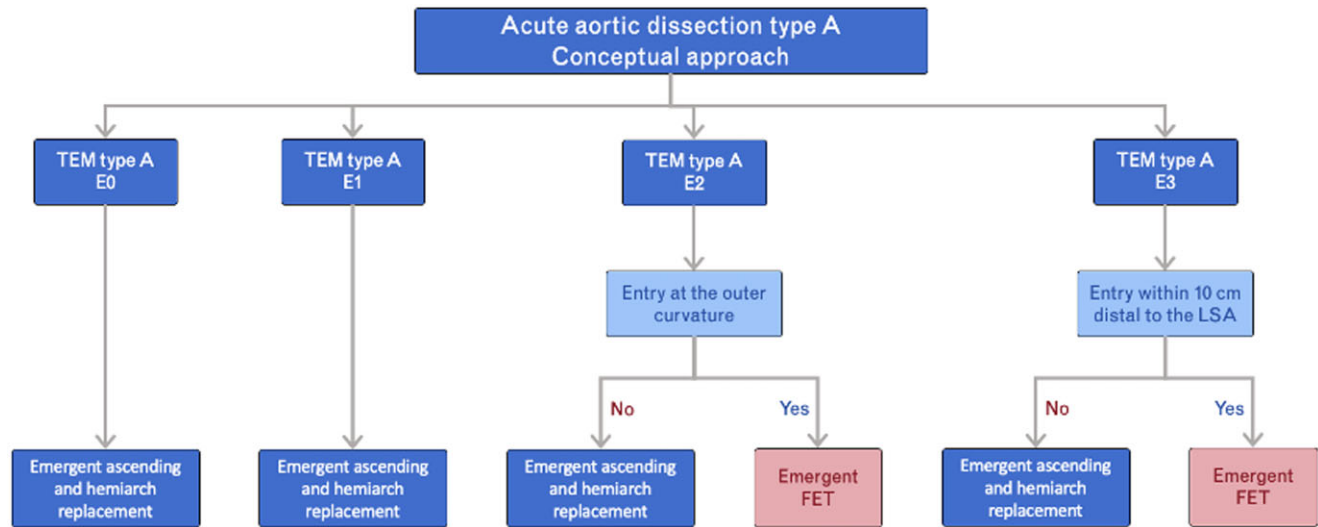 Acute aortic dissection type A
Conceptual approach
TEM type A
E0
TEM type A
E1
TEM type A
E2
TEM type A
E3
Entry at the outer
curvature
Entry within 10 cm
distal to the LSA
No
Yes
No
Yes
Emergent ascending
and hemiarch
replacement
Emergent ascending
and hemiarch
replacement
Emergent ascending
and hemiarch
replacement
Emergent
FET
Emergent ascending
and hemiarch
replacement
Emergent
FET